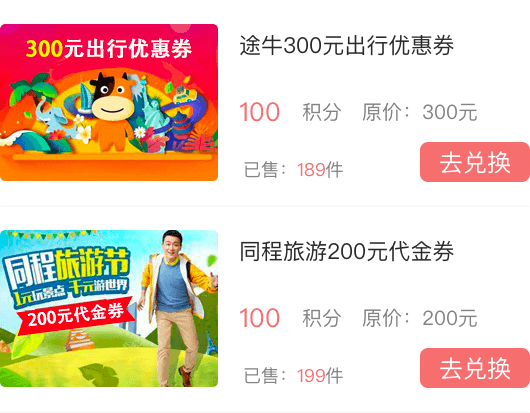 300元出行优惠券
途牛300元出行优惠券
100 积分 原价：300元
已售：189件
去兑换
同程旅游节
1元玩景点 千元游世界
200元代金券
同程旅游200元代金券
100 积分 原价：200元
已售：199件
去兑换